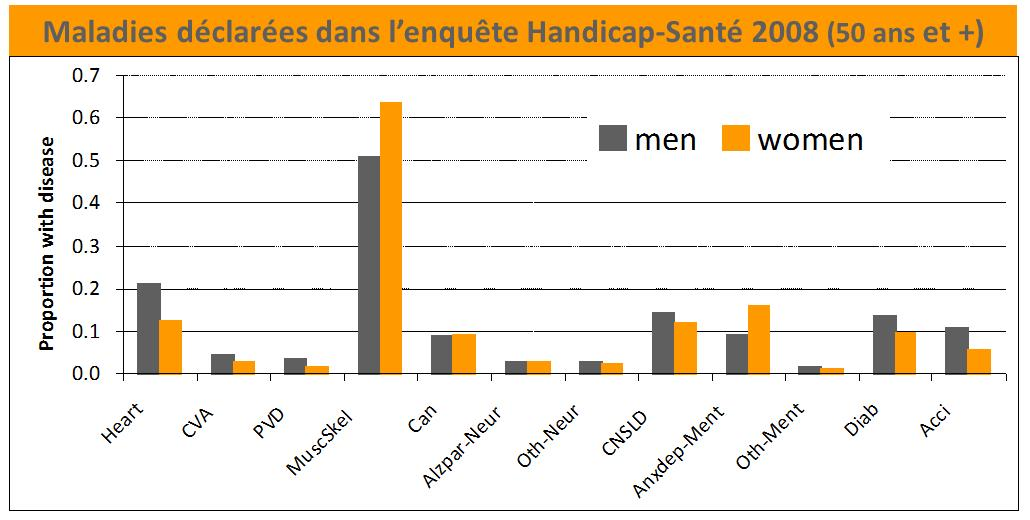 Maladies déclarées dans l’enquête Handicap-Santé 2008 (50 ans et +)
0.7
0.6
0.5
0.4
0.3
0.2
0.1
0.0
Proportion with disease
men
women
Heart
CVA
PVD
MuscSkel
Can
Alzpar-Neur
Oth-Neur
CNSLD
Anxdep-Ment
Oth-Ment
Diab
Acci